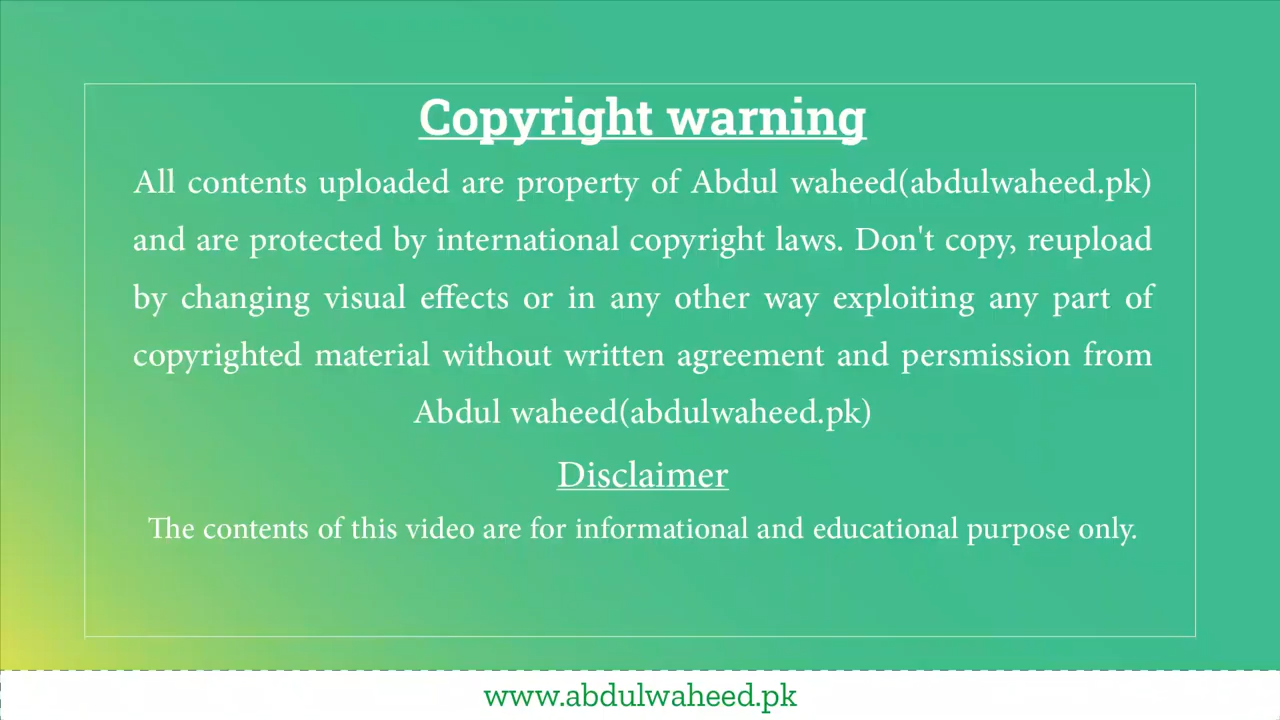 Copyright warning
All contents uploaded are property of Abdul waheed(abdulwaheed.pk)
and are protected by international copyright laws. Don't copy, reupload
by changing visual effects or in any other way exploiting any part of
copyrighted material without written agreement and persmission from
Abdul waheed(abdulwaheed.pk)
Disclaimer
The contents of this video are for informational and educational purpose only.
www.abdulwaheed.pk